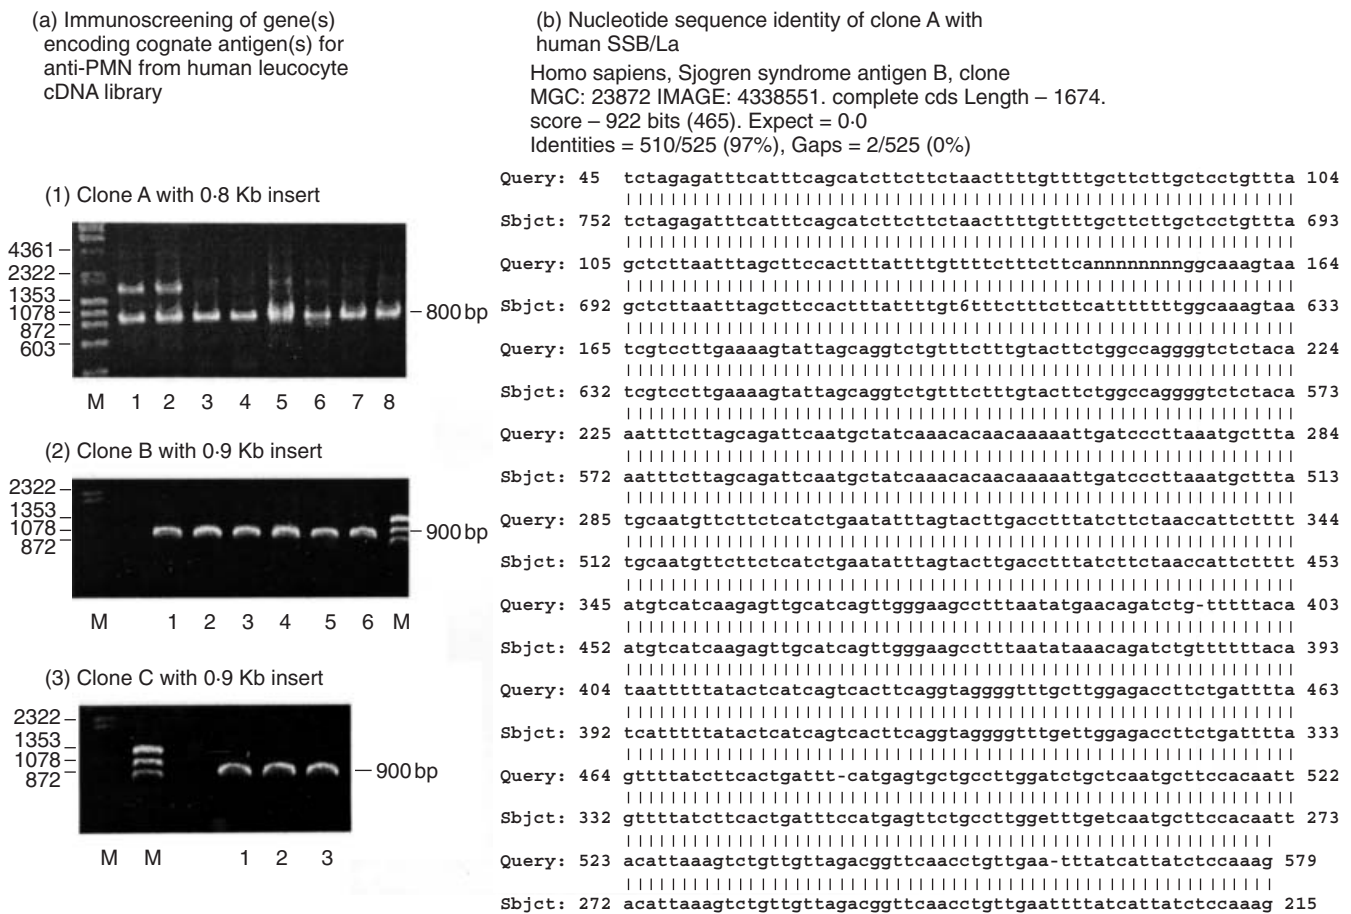 (a) Immunoscreening of gene(s)
encoding cognate antigen(s) for
anti-PMN from human leucocyte
cDNA library
(1) Clone A with 0·8 Kb insert
4361
2322
1353
1078
872
603
800 bp
M 1 2 3 4 5 6 7 8
(2) Clone B with 0·9 Kb insert
2322
1353
1078
872
900 bp
M 1 2 3 4 5 6 M
(3) Clone C with 0·9 Kb insert
2322
1353
1078
872
900 bp
M M 1 2 3
(b) Nucleotide sequence identity of clone A with
human SSB/La
Homo sapiens, Sjogren syndrome antigen B, clone
MGC: 23872 IMAGE: 4338551. complete cds Length – 1674.
score – 922 bits (465). Expect = 0·0
Identities = 510/525 (97%), Gaps = 2/525 (0%)
Query: 45 tctagagatttcatttcagcatcttcttctaacttttgttttgcttcttgctcctgttta 104
Sbjct: 752 tctagagatttcatttcagcatcttcttctaacttttgttttgcttcttgctcctgttta 693
Query: 105 gctcttaatttagcttccactttattttgttttctttcttcannnnnnnnggcaaagtaa 164
Sbjct: 692 gctcttaatttagcttccactttattttgt6ttctttcttcatttttttggcaaagtaa 633
Query: 165 tcgtccttgaaaagtattagcaggtctgtttctttgtacttctggccaggggtctctaca 224
Sbjct: 632 tcgtccttgaaaagtattagcaggtctgtttctttgtacttctggccaggggtctctaca 573
Query: 225 aatttcttagcagattcaatgctatcaaacacaacaaaaattgatcccttaaatgcttta 284
Sbjct: 572 aatttcttagcagattcaatgctatcaaacacaacaaaaattgatcccttaaatgcttta 513
Query: 285 tgcaatgttcttctcatctgaatatttagtacttgacctttatcttctaaccattctttt 344
Sbjct: 512 tgcaatgttcttctcatctgaatatttagtacttgacctttatcttctaaccattctttt 453
Query: 345 atgtcatcaagagttgcatcagttgggaagcctttaatatgaacagatctg-tttttaca 403
Sbjct: 452 atgtcatcaagagttgcatcagttgggaagcctttaatataaacagatctgttttttaca 393
Query: 404 taatttttatactcatcagtcacttcaggtaggggtttgcttggagaccttctgatttta 463
Sbjct: 392 tcatttttatactcatcagtcacttcaggtaggggtttgettggagaccttctgatttta 333
Query: 464 gttttatcttcactgattt-catgagtgctgccttggatctgctcaatgcttccacaatt 522
Sbjct: 332 gttttatcttcactgatttccatgagttctgccttggetttgetcaatgcttccacaatt 273
Query: 523 acattaaagtctgttgttagacggttcaacctgttgaa-tttatcattatctccaaag 579
Sbjct: 272 acattaaagtctgttgttagacggttcaacctgttgaattttatcattatctccaaag 215